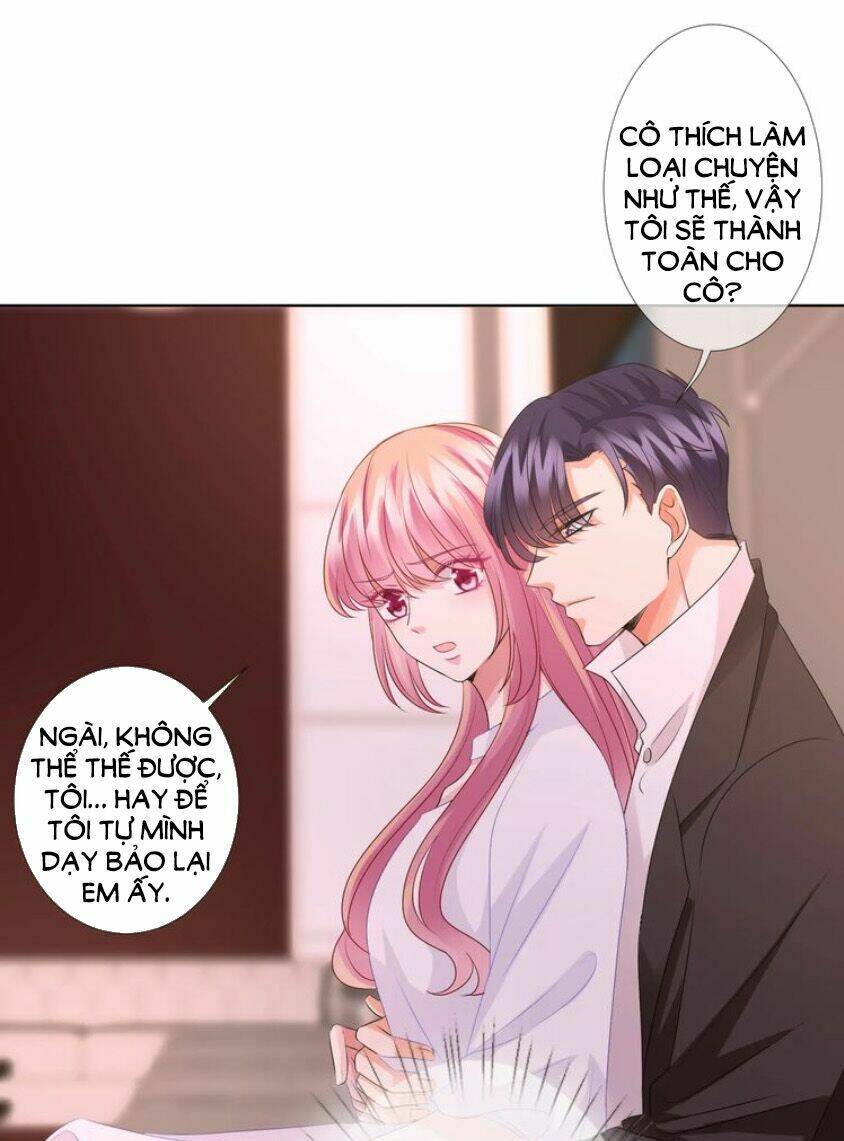 CÔ THÍCH LÀM
LOẠI CHUYỆN
NHƯ THẾ, VẬY
TÔI SẼ THÀNH
TOÀN CHO
CÔ?
NGÀI, KHÔNG
THỂ THẾ ĐƯỢC,
TÔI... HAY ĐỂ
TÔI TỰ MÌNH
DẠY BẢO LẠI
EM ẤY.